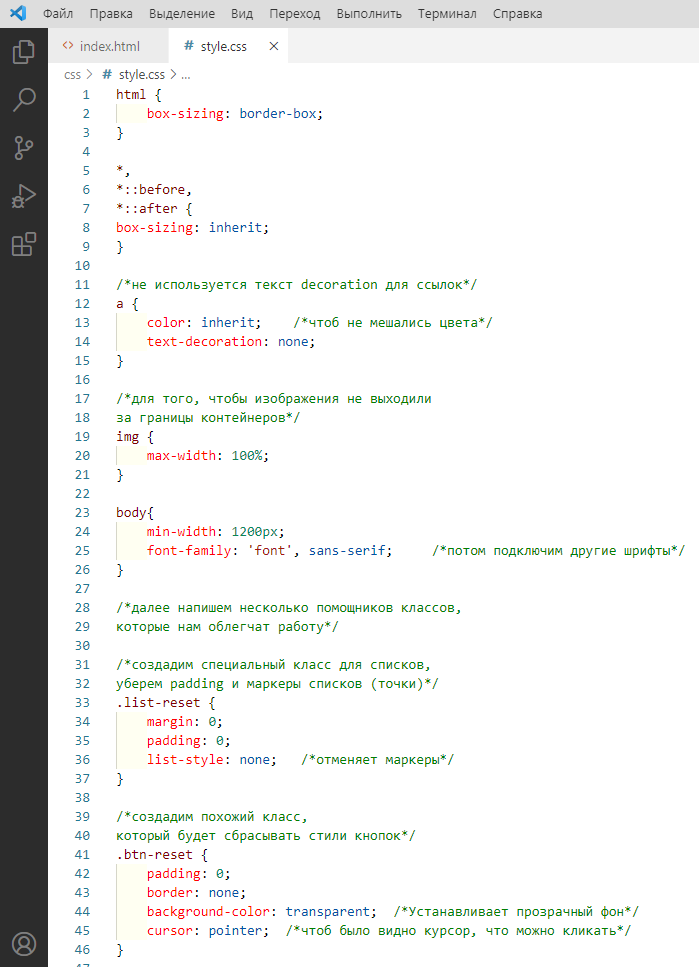 Файл Правка Выделение Вид Переход Выполнить Терминал Справка
<> index.html # style.css ×
css > # style.css > ...
1 html {
2 box-sizing: border-box;
3 }
4
5 *,
6 *::before,
7 *::after {
8 box-sizing: inherit;
9 }
10
11 /*не используется текст decoration для ссылок*/
12 a {
13 color: inherit; /*чтоб не мешались цвета*/
14 text-decoration: none;
15 }
16
17 /*для того, чтобы изображения не выходили
18 за границы контейнеров*/
19 img {
20 max-width: 100%;
21 }
22
23 body{
24 min-width: 1200px;
25 font-family: 'font', sans-serif; /*потом подключим другие шрифты*/
26 }
27
28 /*далее напишем несколько помощников классов,
29 которые нам облегчат работу*/
30
31 /*создадим специальный класс для списков,
32 уберем padding и маркеры списков (точки)*/
33 .list-reset {
34 margin: 0;
35 padding: 0;
36 list-style: none; /*отменяет маркеры*/
37 }
38
39 /*создадим похожий класс,
40 который будет сбрасывать стили кнопок*/
41 .btn-reset {
42 padding: 0;
43 border: none;
44 background-color: transparent; /*Устанавливает прозрачный фон*/
45 cursor: pointer; /*чтоб было видно курсор, что можно кликать*/
46 }